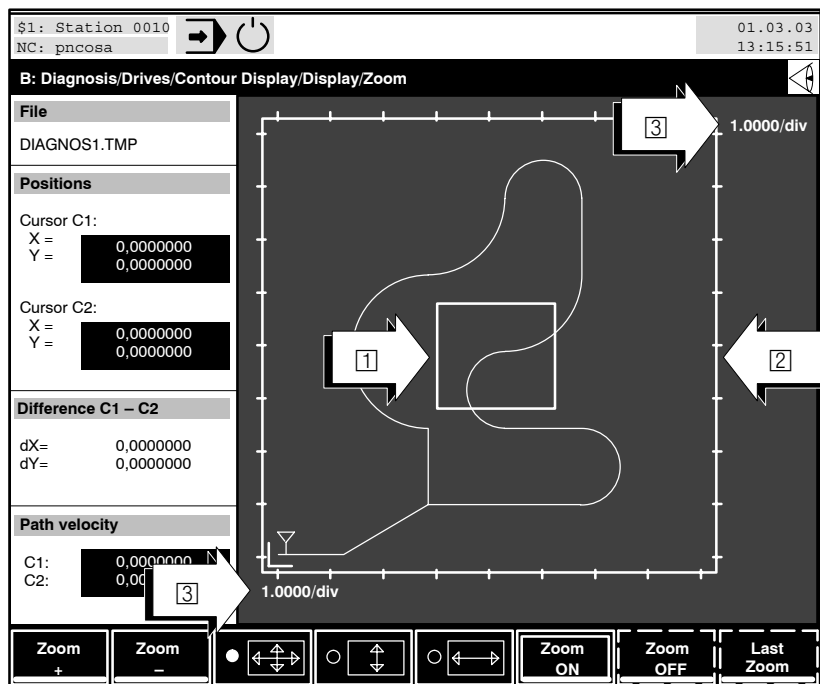 $1: Station 0010
NC: pncosa
01.03.03
13:15:51
B: Diagnosis/Drives/Contour Display/Display/Zoom
File
DIAGNOS1.TMP
Positions
Cursor C1:
X = 0,0000000
Y = 0,0000000
Cursor C2:
X = 0,0000000
Y = 0,0000000
Difference C1 – C2
dX= 0,0000000
dY= 0,0000000
Path velocity
C1: 0,0000000
C2: 0,00
3
1.0000/div
1
2
3
1.0000/div
Zoom +
Zoom –
Zoom ON
Zoom OFF
Last Zoom